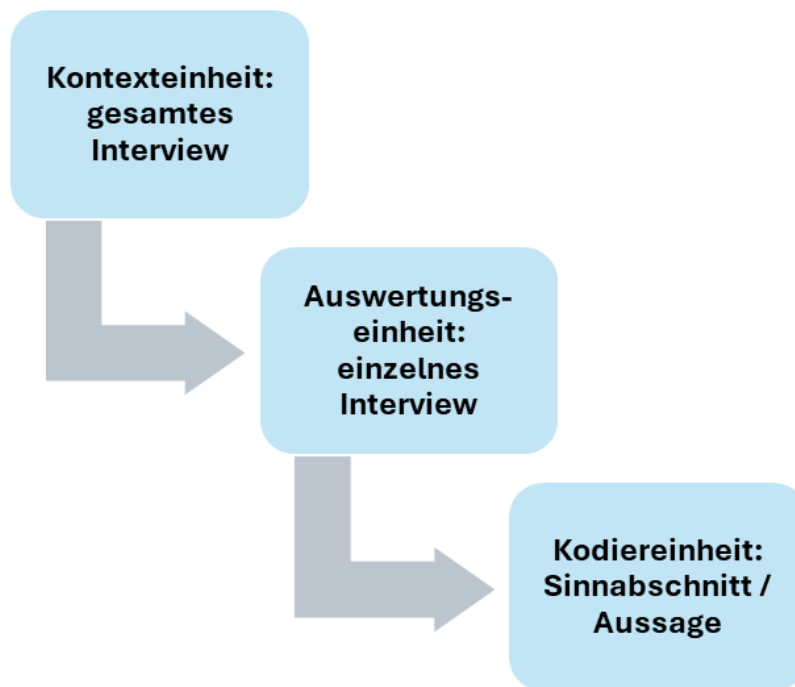 Kontexteinheit:
gesamtes
Interview
Auswertungs-
einheit:
einzelnes
Interview
Kodiereinheit:
Sinnabschnitt /
Aussage